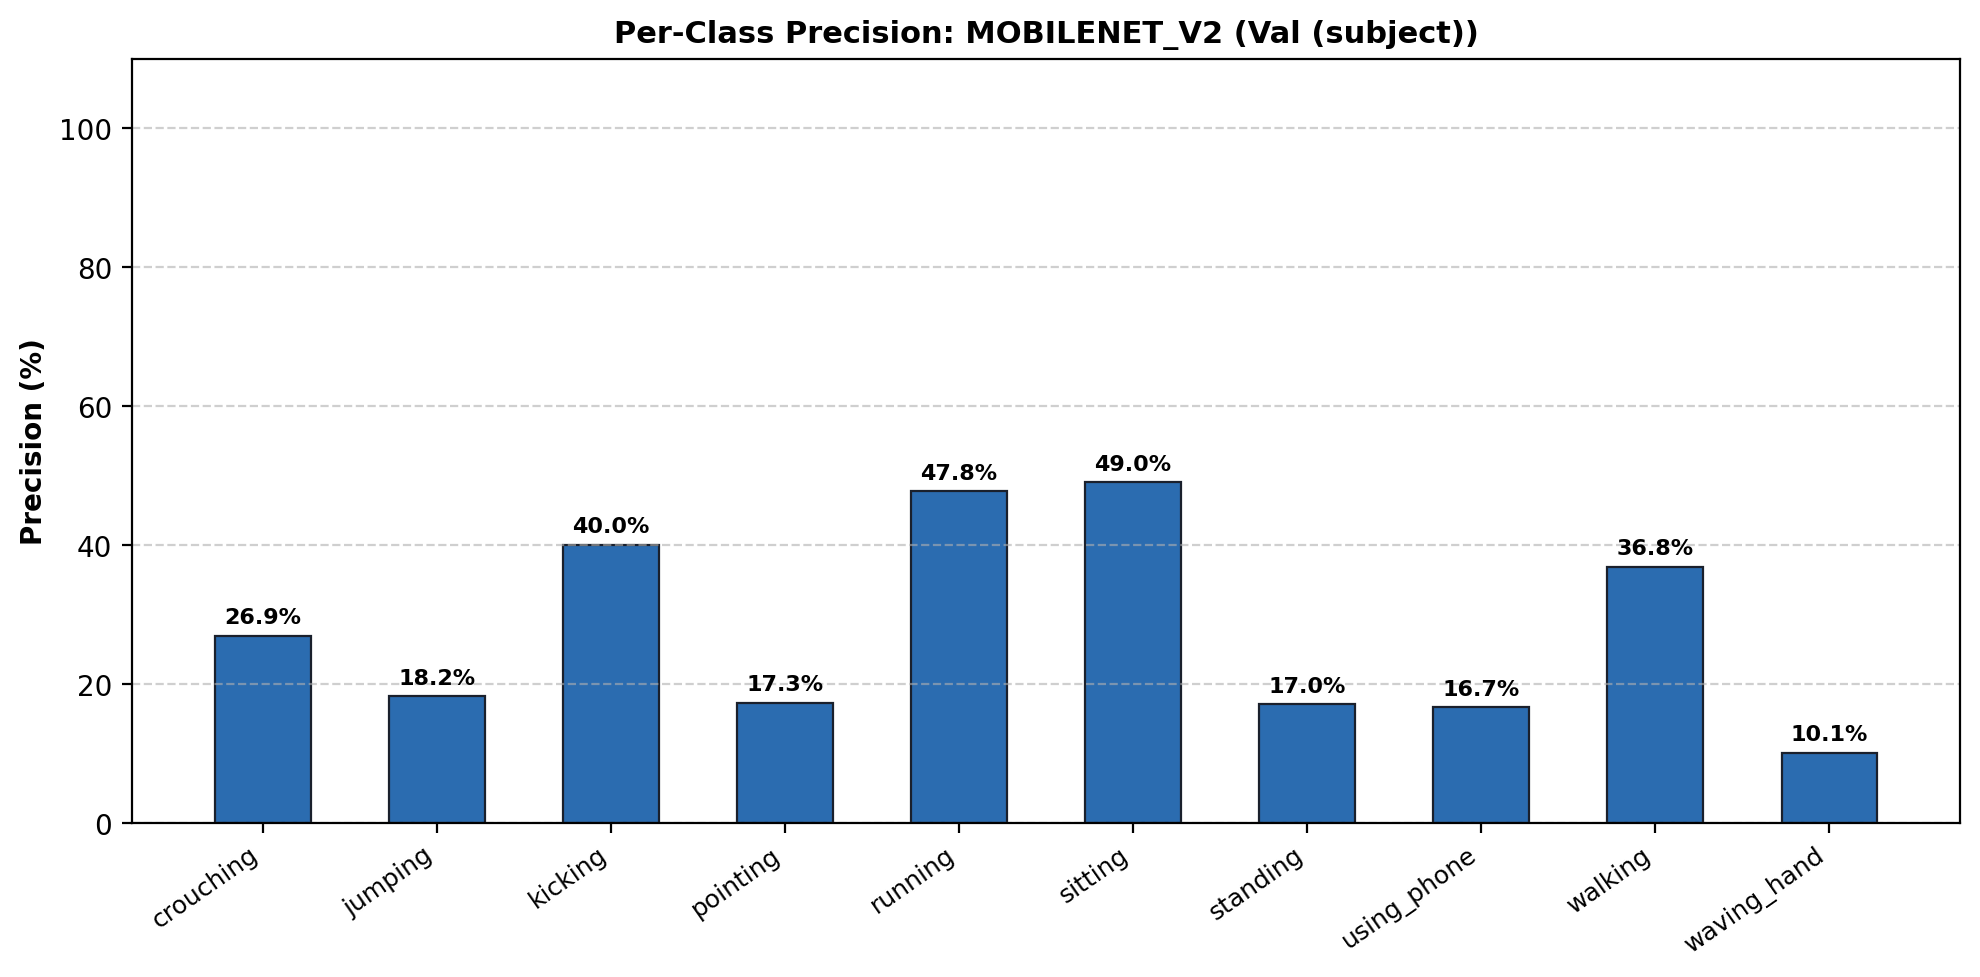 Per-Class Precision: MOBILENET_V2 (Val (subject))
Precision (%)
100
80
60
40
20
0
26.9%
18.2%
40.0%
17.3%
47.8%
49.0%
17.0%
16.7%
36.8%
10.1%
crouching
jumping
kicking
pointing
running
sitting
standing
using_phone
walking
waving_hand